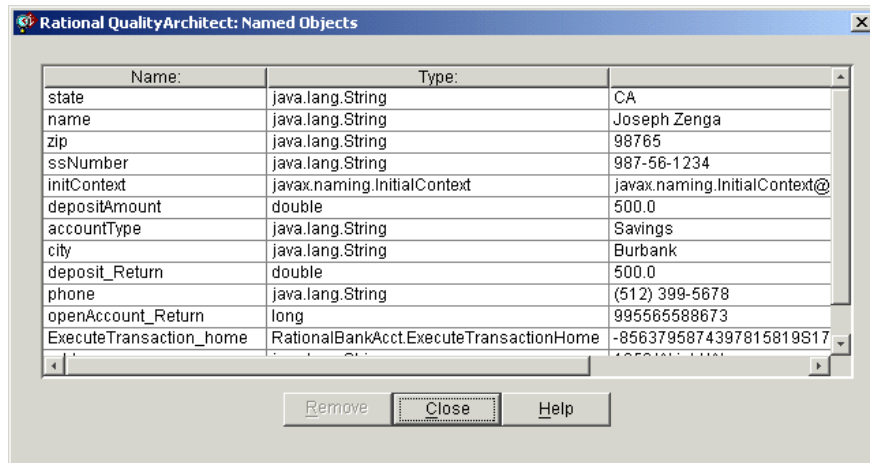 Rational QualityArchitect: Named Objects
Name: Type:
state java.lang.String CA
name java.lang.String Joseph Zenga
zip java.lang.String 98765
ssNumber java.lang.String 987-56-1234
initContext javax.naming.InitialContext javax.naming.InitialContext@
depositAmount double 500.0
accountType java.lang.String Savings
city java.lang.String Burbank
deposit_Return double 500.0
phone java.lang.String (512) 399-5678
openAccount_Return long 995565588673
ExecuteTransaction_home RationalBankAcct.ExecuteTransactionHome -8563795874397815819S17
Remove Close Help